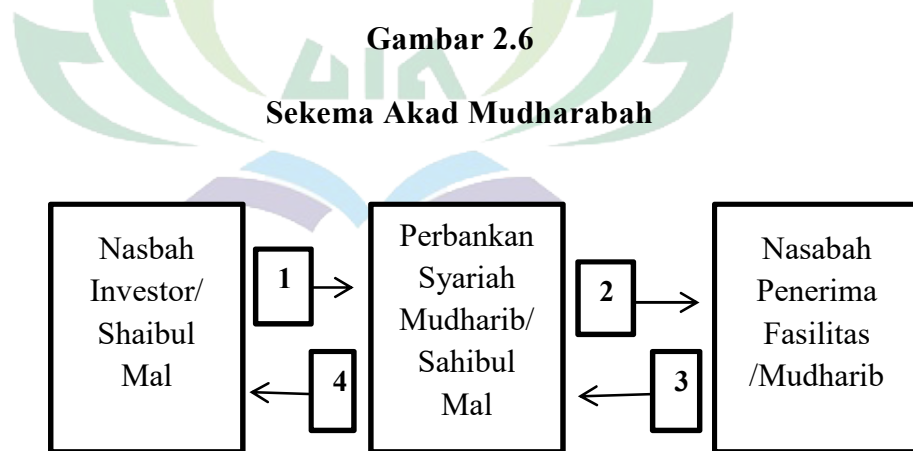 Gambar 2.6
Sekema Akad Mudharabah
Nasbah
Investor/
Shaibul
Mal
1
4
Perbankan
Syariah
Mudharib/
Sahibul
Mal
2
3
Nasabah
Penerima
Fasilitas
/Mudharib